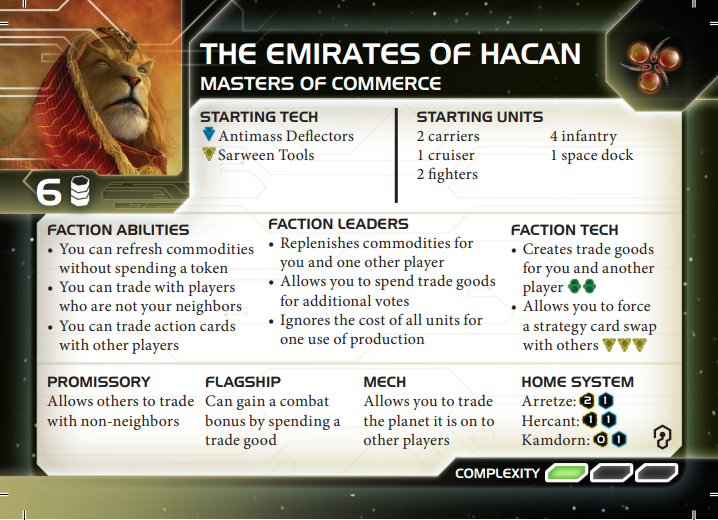 THE EMIRATES OF HACAN
MASTERS OF COMMERCE
6
STARTING TECH
Antimass Deflectors
Sarween Tools
STARTING UNITS
2 carriers
1 cruiser
2 fighters
4 infantry
1 space dock
FACTION ABILITIES
• You can refresh commodities
without spending a token
• You can trade with players
who are not your neighbors
• You can trade action cards
with other players
FACTION LEADERS
• Replenishes commodities for
you and one other player
• Allows you to spend trade goods
for additional votes
• Ignores the cost of all units for
one use of production
FACTION TECH
• Creates trade goods
for you and another
player
• Allows you to force
a strategy card swap
with others
PROMISSORY
Allows others to trade
with non-neighbors
FLAGSHIP
Can gain a combat
bonus by spending a
trade good
MECH
Allows you to trade
the planet it is on to
other players
HOME SYSTEM
Arretze: 2 1
Hercant: 1 1
Kamdorn: 0 1
COMPLEXITY